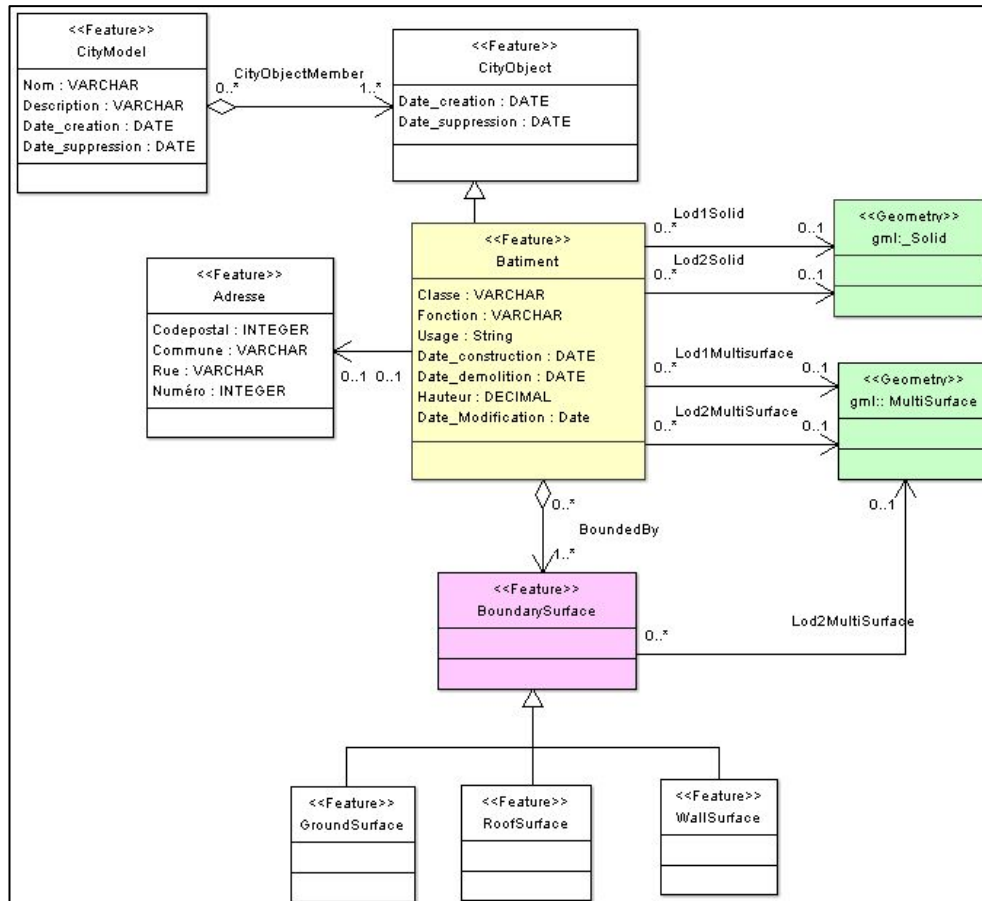 <<Feature>>
CityModel
Nom : VARCHAR
Description : VARCHAR
Date_creation : DATE
Date_suppression : DATE
CityObjectMember
0..*
1..*
<<Feature>>
CityObject
Date_creation : DATE
Date_suppression : DATE
<<Feature>>
Batiment
Classe : VARCHAR
Fonction : VARCHAR
Usage : String
Date_construction : DATE
Date_demolition : DATE
Hauteur : DECIMAL
Date_Modification : Date
<<Feature>>
Adresse
Codepostal : INTEGER
Commune : VARCHAR
Rue : VARCHAR
Numéro : INTEGER
0..1 0..1
Lod1Solid
0..*
0..1
Lod2Solid
0..*
0..1
<<Geometry>>
gml:_Solid
Lod1Multisurface
0..*
0..1
Lod2MultiSurface
0..*
0..1
<<Geometry>>
gml:: MultiSurface
0..*
BoundedBy
1..*
<<Feature>>
BoundarySurface
0..*
Lod2MultiSurface
0..1
<<Feature>>
GroundSurface
<<Feature>>
RoofSurface
<<Feature>>
WallSurface